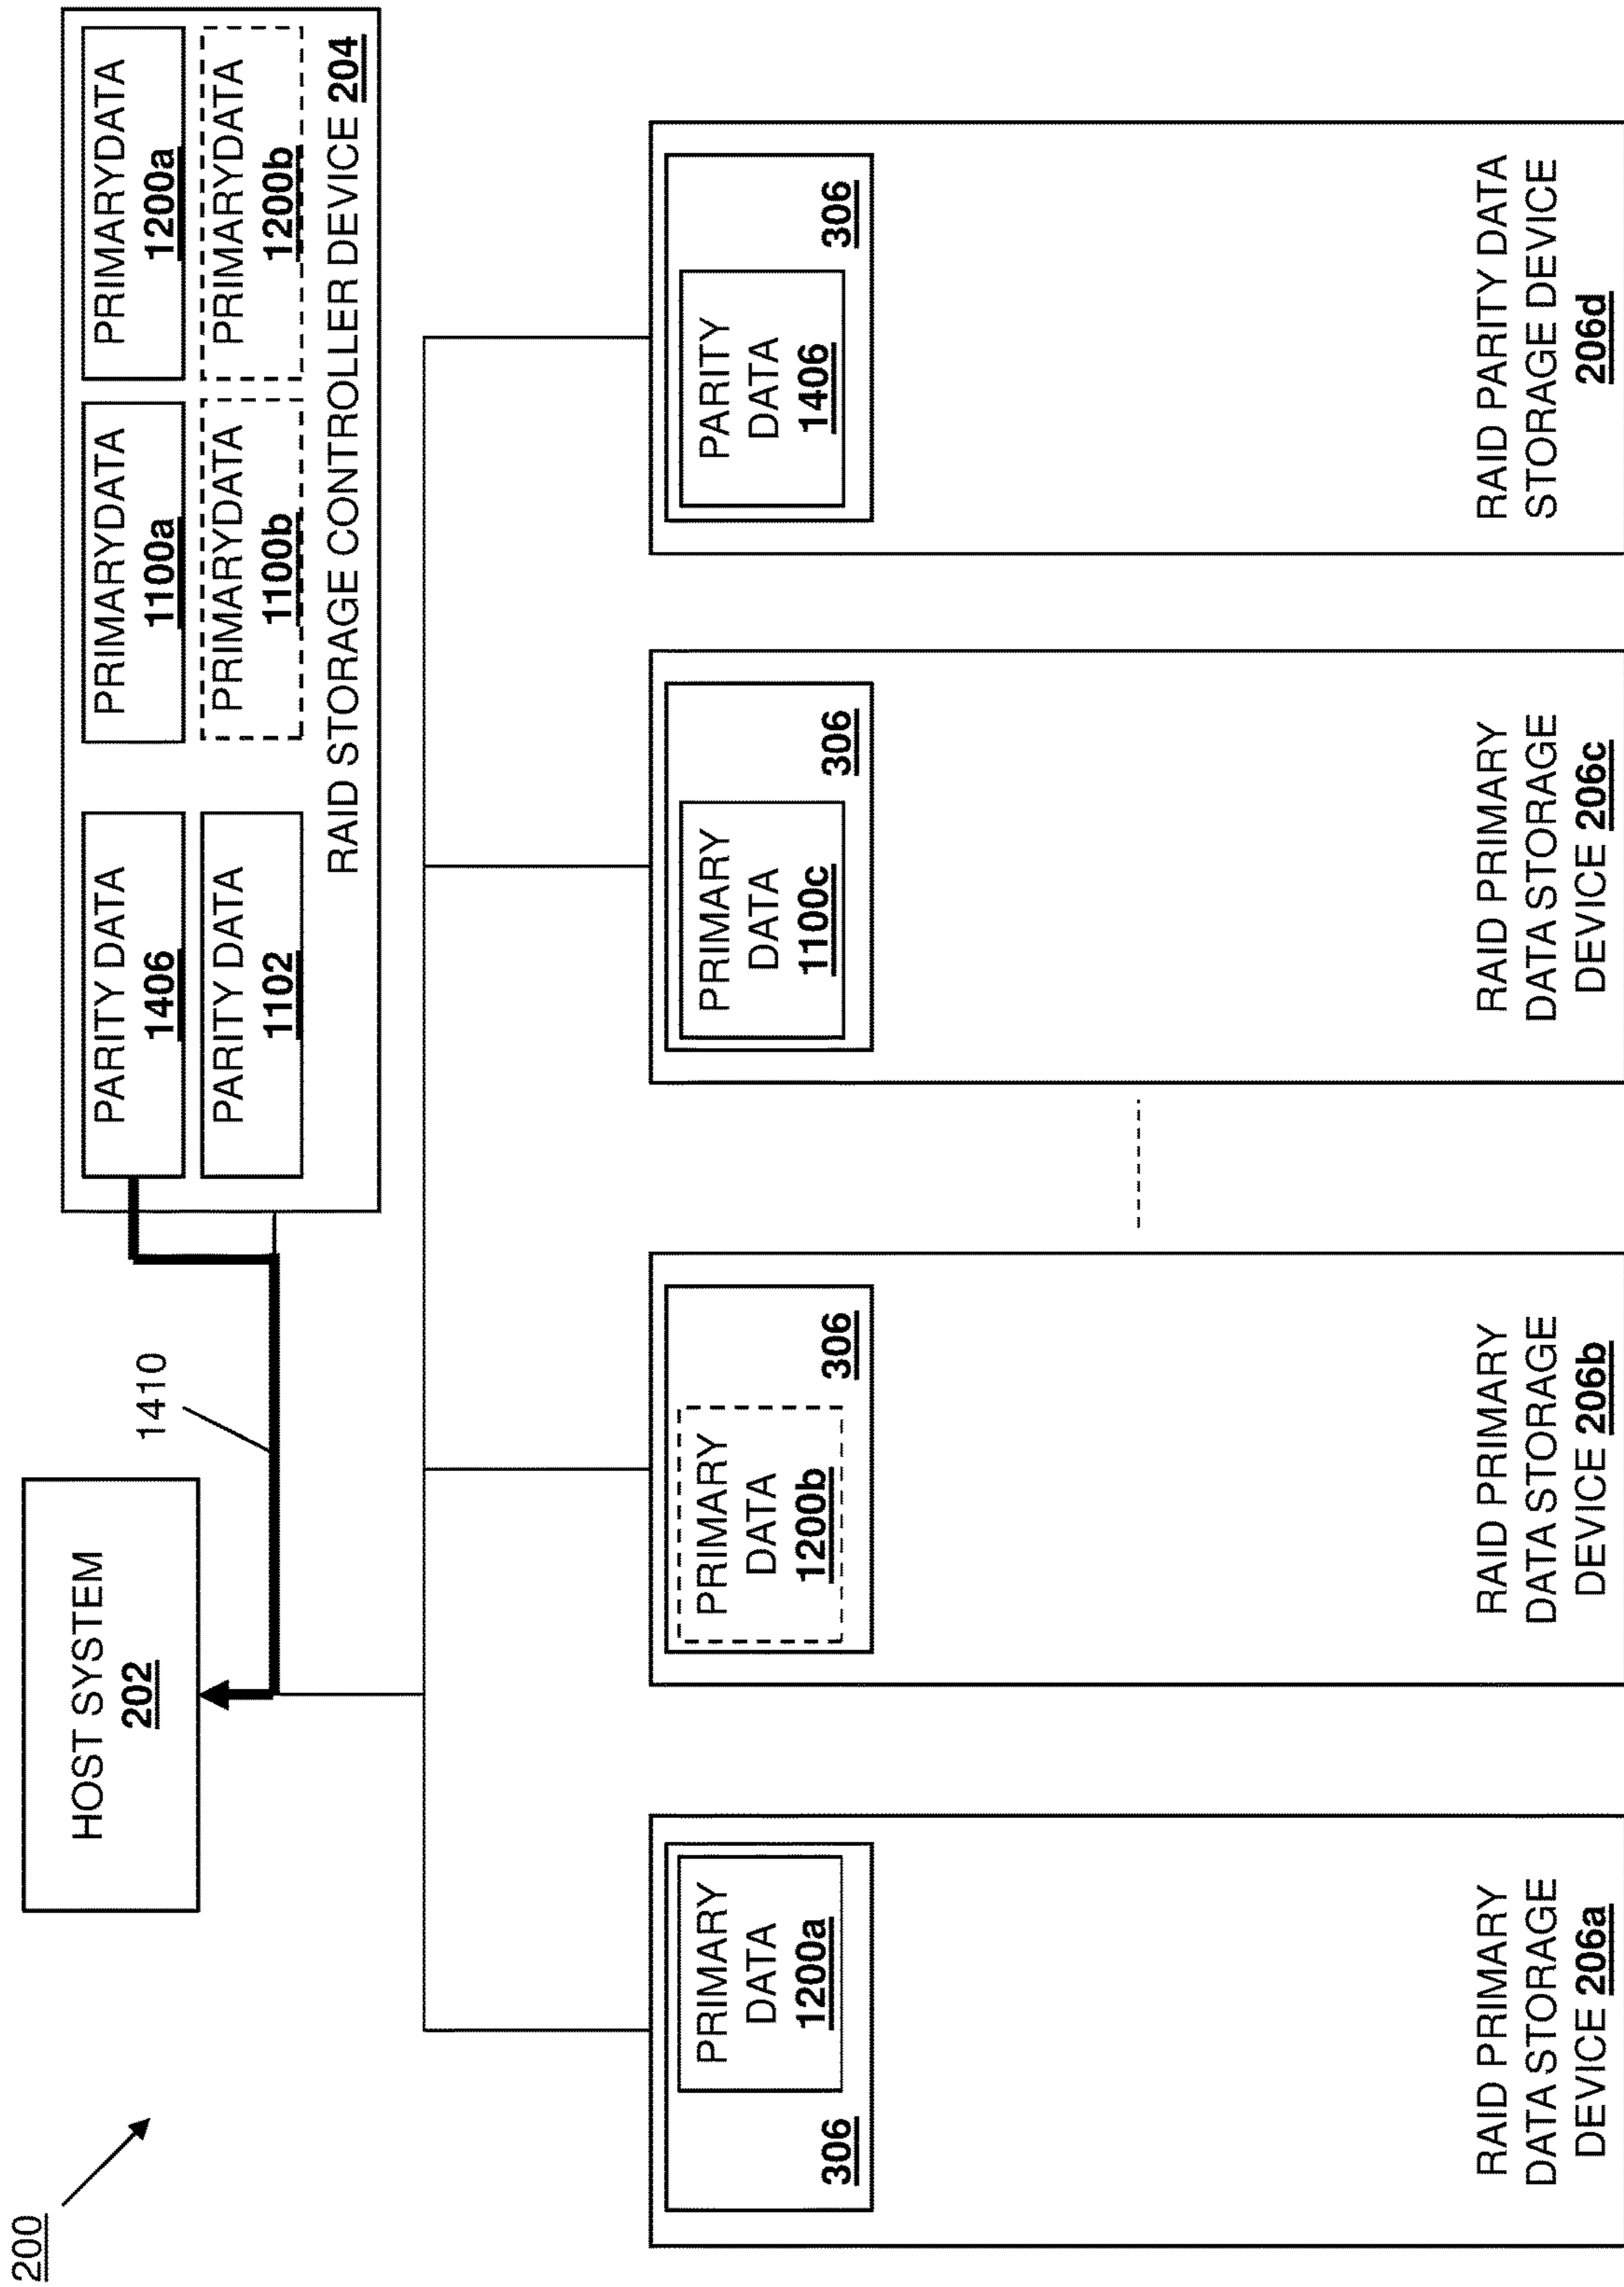 200
HOST SYSTEM
202
1410
PARITY DATA
1406
PARITY DATA
1102
PRIMARYDATA
1100a
PRIMARYDATA
1100b
PRIMARYDATA
1200a
PRIMARYDATA
1200b
RAID STORAGE CONTROLLER DEVICE 204
306
PRIMARY
DATA
1200a
RAID PRIMARY
DATA STORAGE
DEVICE 206a
PRIMARY
DATA
1200b
306
RAID PRIMARY
DATA STORAGE
DEVICE 206b
PRIMARY
DATA
1100c
306
RAID PRIMARY
DATA STORAGE
DEVICE 206c
PARITY
DATA
1406
306
RAID PARITY DATA
STORAGE DEVICE
206d